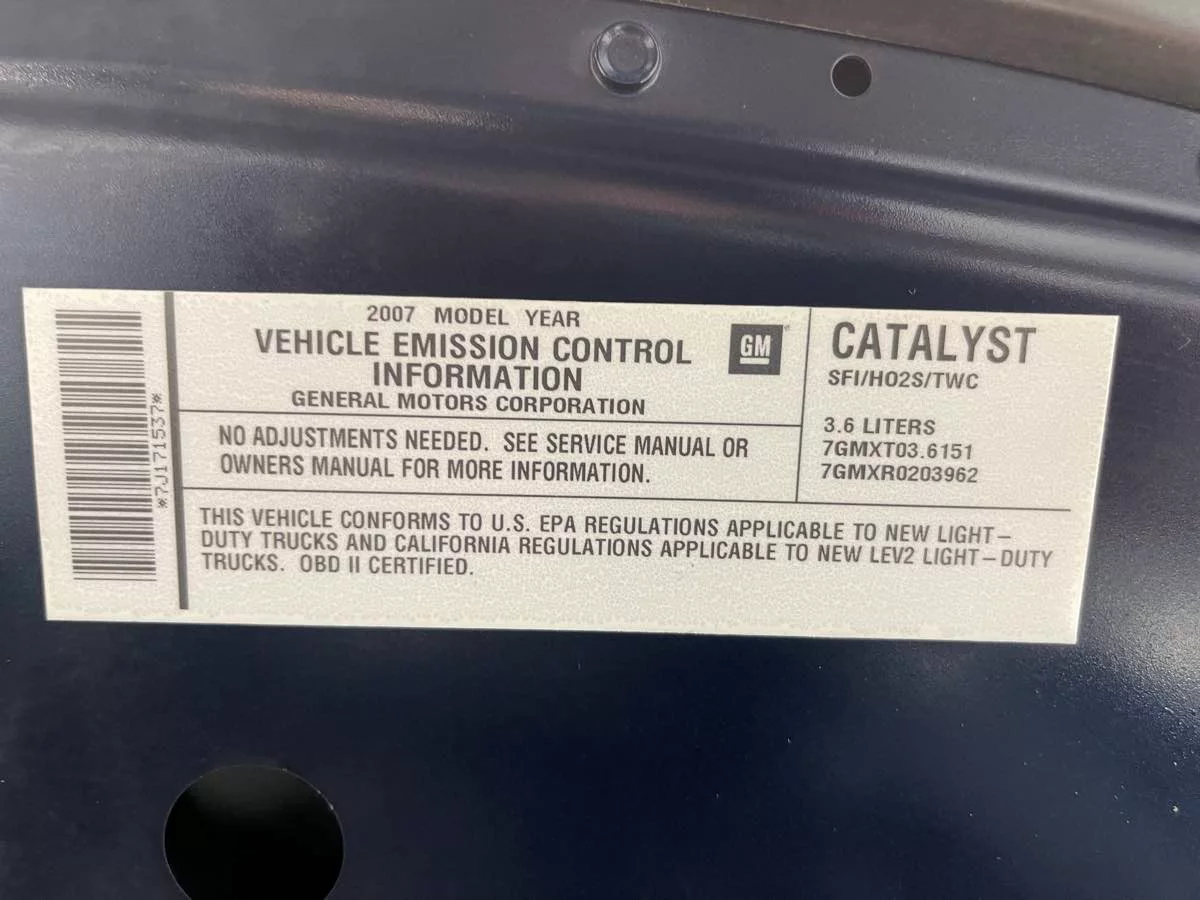 *7J171537*
2007 MODEL YEAR
VEHICLE EMISSION CONTROL
INFORMATION
GENERAL MOTORS CORPORATION
GM
NO ADJUSTMENTS NEEDED. SEE SERVICE MANUAL OR
OWNERS MANUAL FOR MORE INFORMATION.
CATALYST
SFI/HO2S/TWC
3.6 LITERS
7GMXT03.6151
7GMXR0203962
THIS VEHICLE CONFORMS TO U.S. EPA REGULATIONS APPLICABLE TO NEW LIGHT-
DUTY TRUCKS AND CALIFORNIA REGULATIONS APPLICABLE TO NEW LEV2 LIGHT-DUTY
TRUCKS. OBD II CERTIFIED.